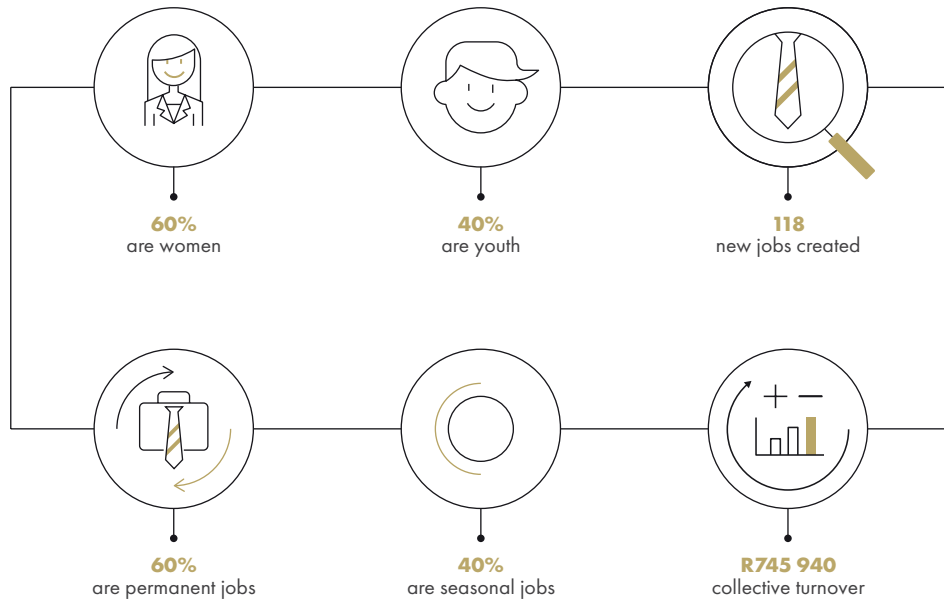 60%
are women
40%
are youth
118
new jobs created
60%
are permanent jobs
40%
are seasonal jobs
R745 940
collective turnover